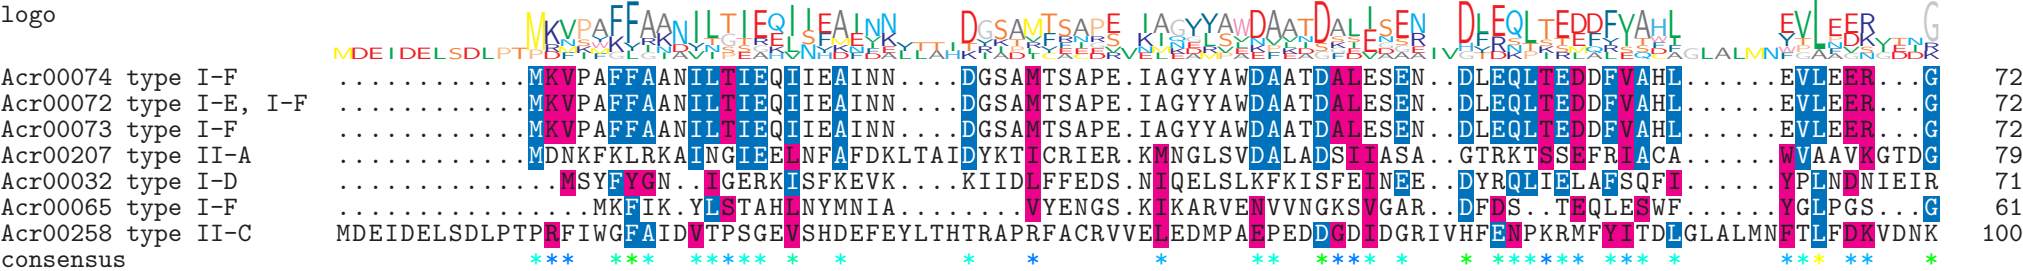 logo
Acr00074 type I-F ............MKVPAFFAANILTIEQIIEAINN....DGSAMTSAPE.IAGYYAWDAATDALESEN..DLEQLTEDDFVAHL......EVLEER...G 72
Acr00072 type I-E, I-F ............MKVPAFFAANILTIEQIIEAINN....DGSAMTSAPE.IAGYYAWDAATDALESEN..DLEQLTEDDFVAHL......EVLEER...G 72
Acr00073 type I-F ............MKVPAFFAANILTIEQIIEAINN....DGSAMTSAPE.IAGYYAWDAATDALESEN..DLEQLTEDDFVAHL......EVLEER...G 72
Acr00207 type II-A ............MDNKFKLRKAINGIEELNFAFDKLTAIDYKTICRIER.KMNGLSVDALADSIIASA..GTRKTSSEFRIACA......WVAAVKGTDG 79
Acr00032 type I-D ..............MSYFYGN..IGERKISFKEVK....KIIDLFFEDS.NIQELSLKFKISFEINEE..DYRQLIELAFSQFI......YPLNDNIEIR 71
Acr00065 type I-F ................MKFIK.YLSTAHLNYMNIA........VYENGS.KIKARVENVVNGKSVGAR..DFDS..TEQLESWF......YGLPGS...G 61
Acr00258 type II-C MDEIDELSDLPTPRFIWGFAIDVTPSGEVSHDEFEYLTHTRAPRFACRVVELEDMPAEPEDDGDIDGRIVHFENPKRMFYITDLGLALMNFTLFDKVDNK 100
consensus *** *** ***** * * * * * ** **** * * ****** *** * *** ** *